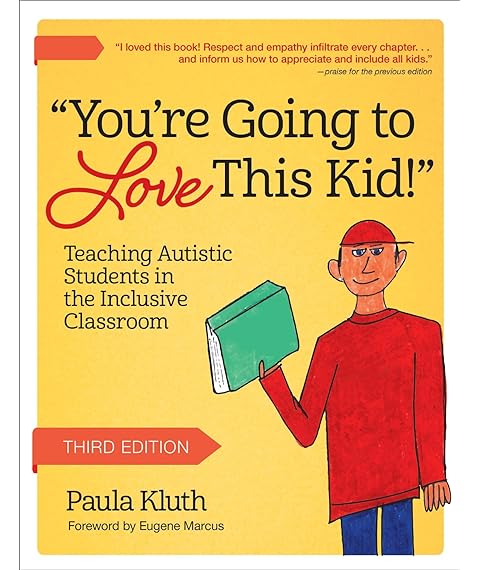 “I loved this book! Respect and empathy infiltrate every chapter. . .
and inform us how to appreciate and include all kids.”
—praise for the previous edition
“You’re Going to
Love This Kid!”
Teaching Autistic
Students in
the Inclusive
Classroom
THIRD EDITION
Paula Kluth
Foreword by Eugene Marcus